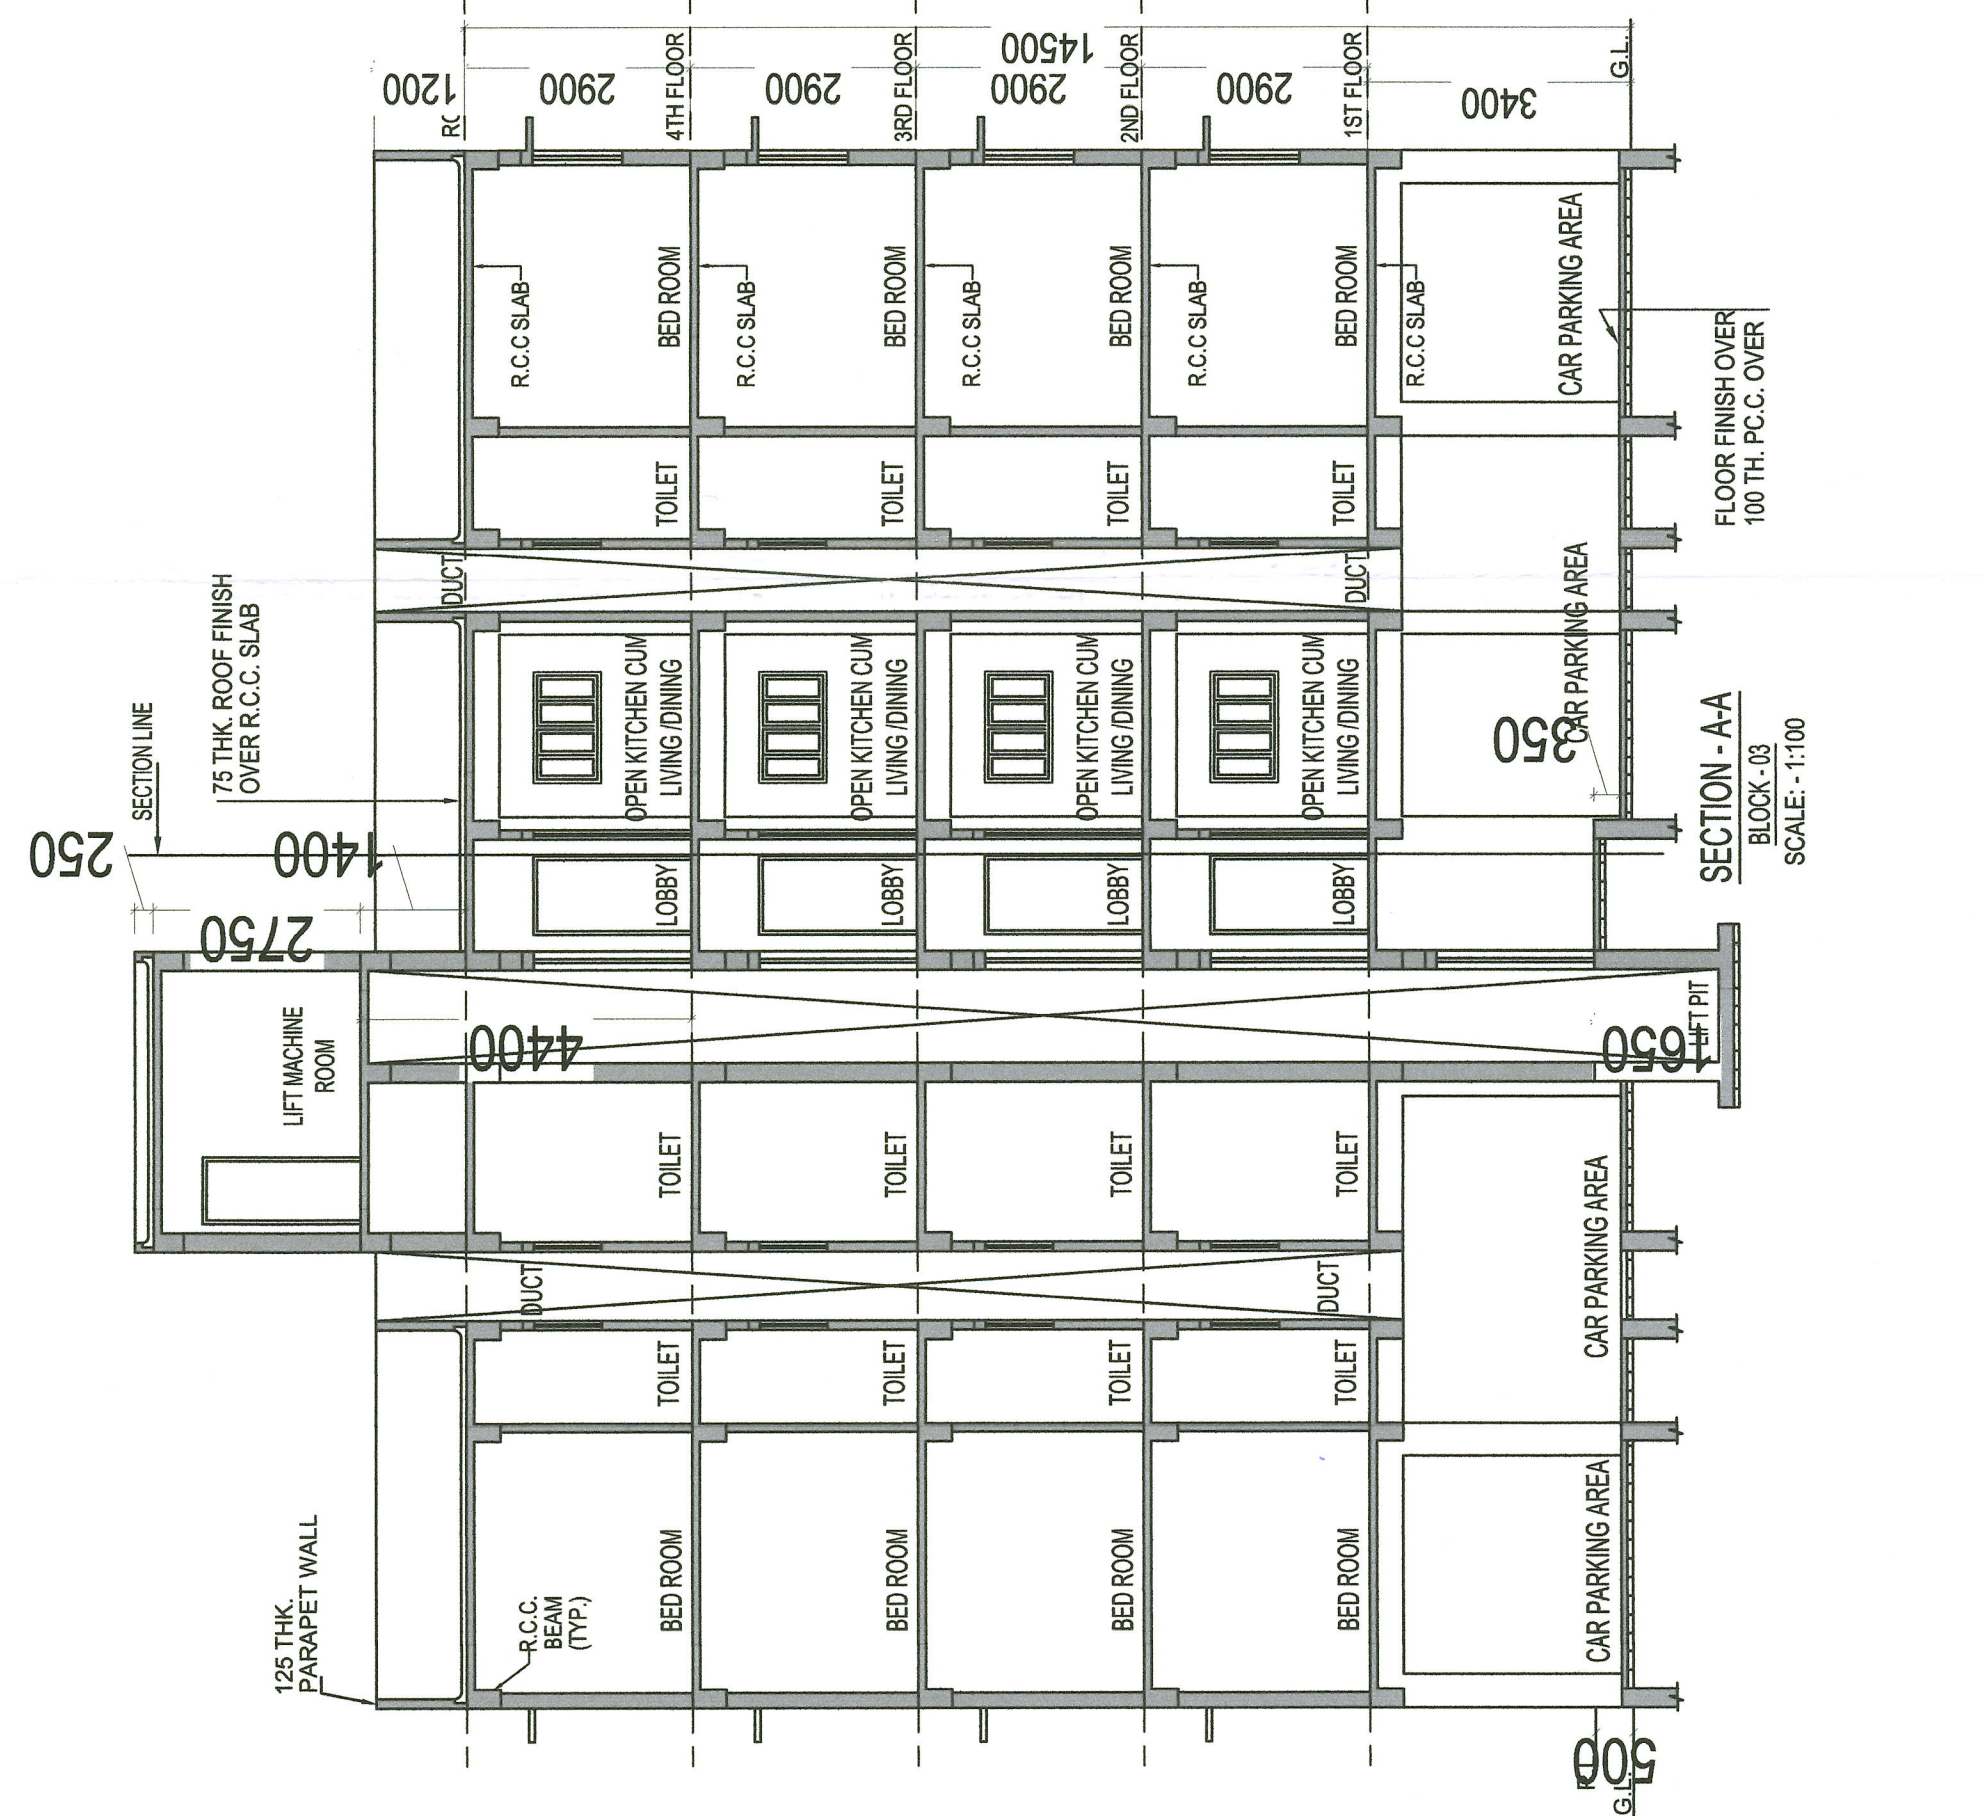 250
2750
1400
4400
SECTION LINE
75 THK. ROOF FINISH
OVER R.C.C. SLAB
LIFT MACHINE
ROOM
125 THK.
PARAPET WALL
1200
14500
2900
2900
2900
2900
3400
4TH FLOOR
3RD FLOOR
2ND FLOOR
1ST FLOOR
G.L.
DUCT
DUCT
R.C.C.
BEAM
(TYP.)
R.C.C SLAB
BED ROOM
TOILET
DUCT
TOILET
LOBBY
OPEN KITCHEN CUM
LIVING /DINING
DUCT
TOILET
BED ROOM
R.C.C SLAB
BED ROOM
TOILET
TOILET
LOBBY
OPEN KITCHEN CUM
LIVING /DINING
TOILET
BED ROOM
R.C.C SLAB
BED ROOM
TOILET
TOILET
LOBBY
OPEN KITCHEN CUM
LIVING /DINING
TOILET
BED ROOM
R.C.C SLAB
BED ROOM
TOILET
TOILET
LOBBY
OPEN KITCHEN CUM
LIVING /DINING
TOILET
BED ROOM
R.C.C SLAB
CAR PARKING AREA
CAR PARKING AREA
350
CAR PARKING AREA
CAR PARKING AREA
500
G.L.
1650
LIFT PIT
FLOOR FINISH OVER
100 TH. PC.C. OVER
SECTION - A-A
BLOCK - 03
SCALE: - 1:100